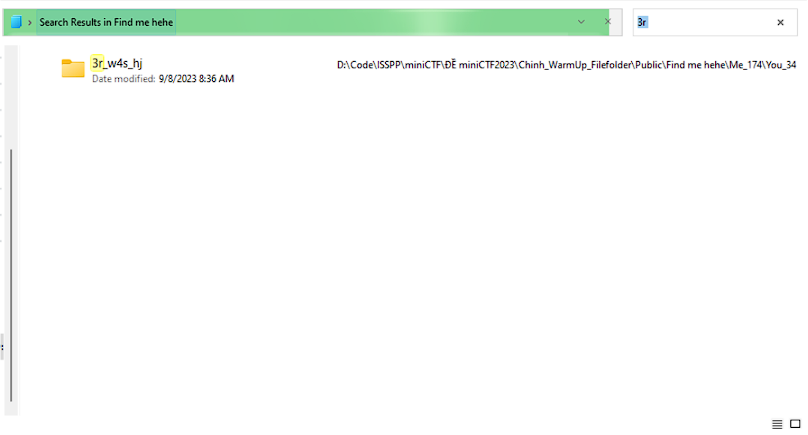 Search Results in Find me hehe
3r
3r_w4s_hj
Date modified: 9/8/2023 8:36 AM
D:\Code\ISSPP\miniCTF\ĐỀ miniCTF2023\Chinh_WarmUp_Filefolder\Public\Find me hehe\Me_174\You_34